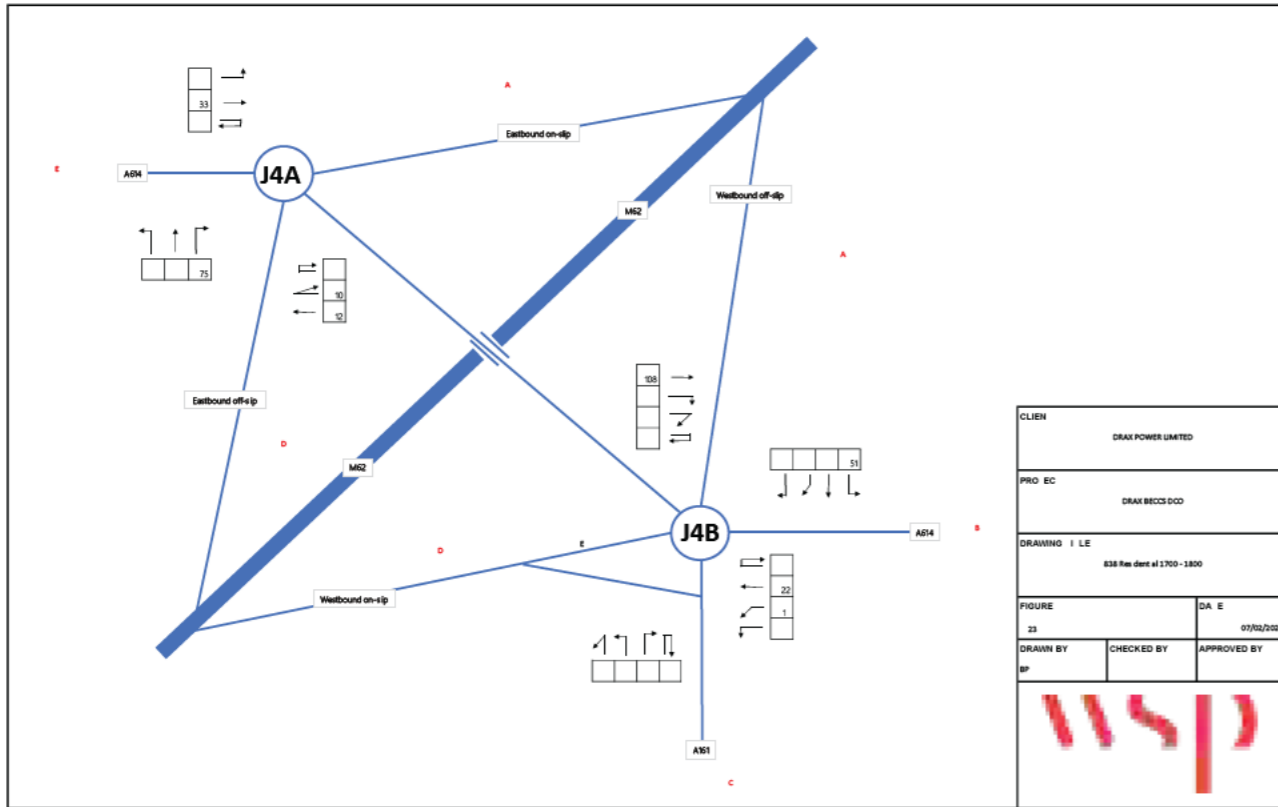 A
33
Eastbound on-slip
E
A614
J4A
Westbound off-slip
M62
A
75
10
12
108
Eastbound off-slip
D
M62
51
J4B
A614
B
E
D
22
Westbound on-slip
1
A161
C
CLIEN
DRAX POWER LIMITED
PRO EC
DRAX BECCS DCO
DRAWING I LE
838 Res dent al 1700 - 1800
FIGURE
DA E
23
07/02/202
DRAWN BY
CHECKED BY
APPROVED BY
BP
wsp